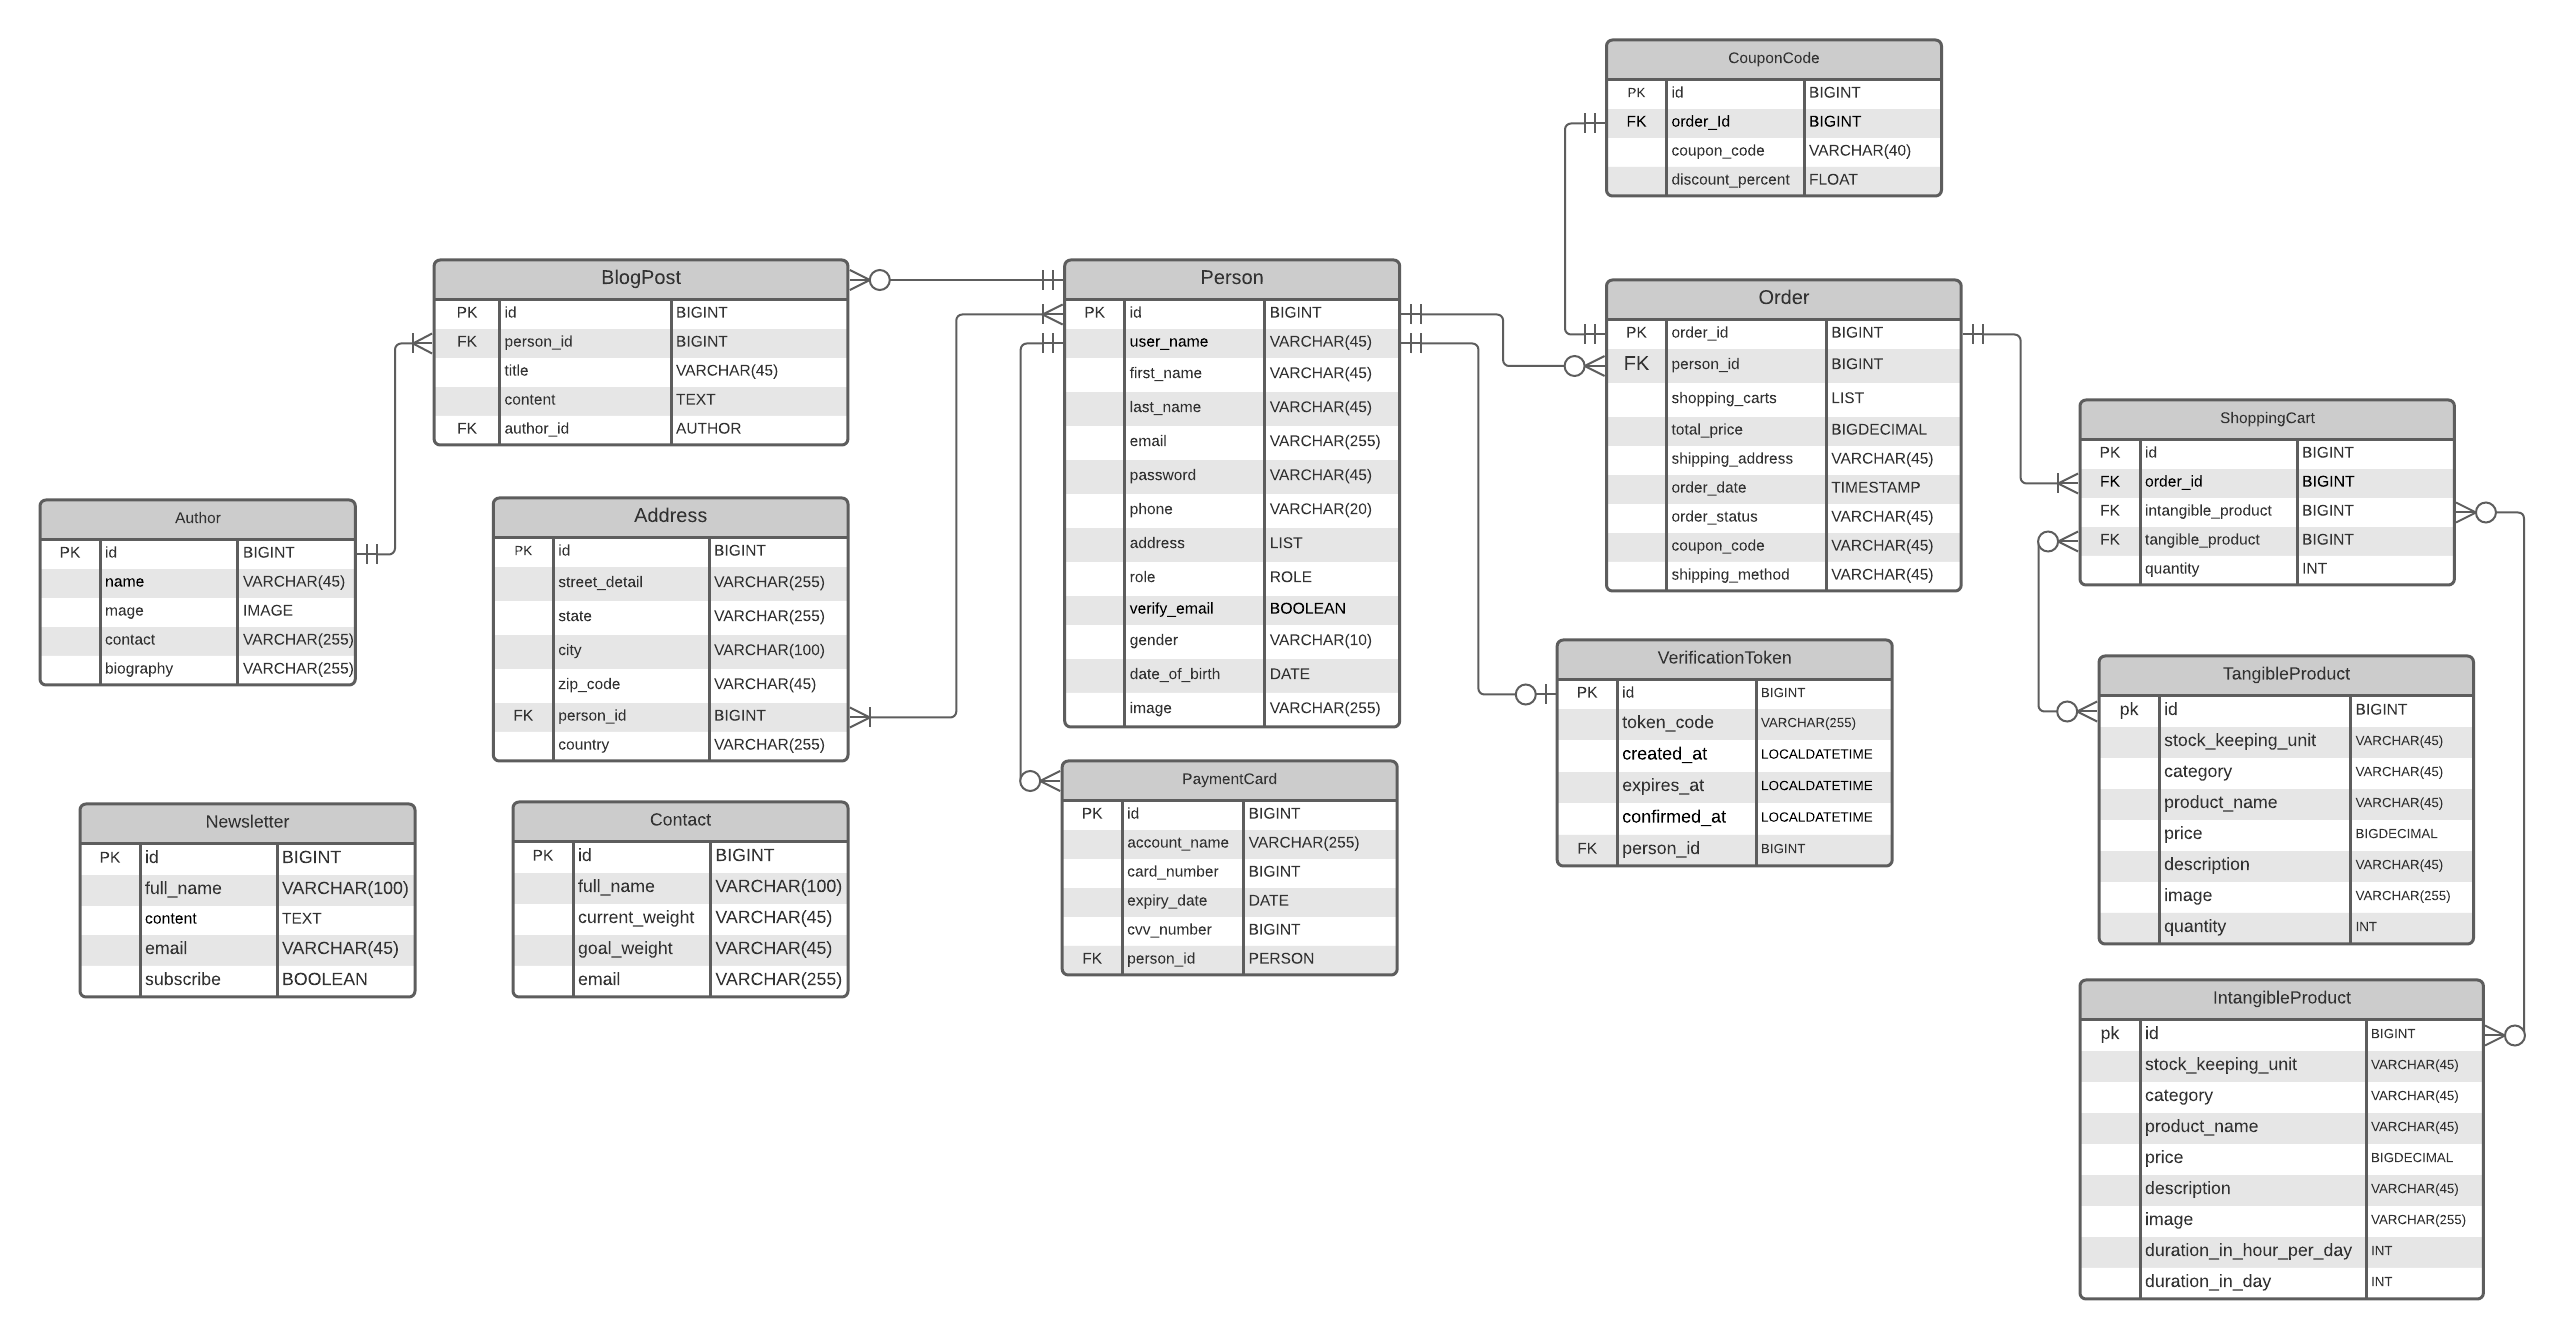 CouponCode
PK id BIGINT
FK order_Id BIGINT
coupon_code VARCHAR(40)
discount_percent FLOAT
BlogPost
PK id BIGINT
FK person_id BIGINT
title VARCHAR(45)
content TEXT
FK author_id AUTHOR
Person
PK id BIGINT
user_name VARCHAR(45)
first_name VARCHAR(45)
last_name VARCHAR(45)
email VARCHAR(255)
password VARCHAR(45)
phone VARCHAR(20)
address LIST
role ROLE
verify_email BOOLEAN
gender VARCHAR(10)
date_of_birth DATE
image VARCHAR(255)
Order
PK order_id BIGINT
FK person_id BIGINT
shopping_carts LIST
total_price BIGDECIMAL
shipping_address VARCHAR(45)
order_date TIMESTAMP
order_status VARCHAR(45)
coupon_code VARCHAR(45)
shipping_method VARCHAR(45)
ShoppingCart
PK id BIGINT
FK order_id BIGINT
FK intangible_product BIGINT
FK tangible_product BIGINT
quantity INT
Author
PK id BIGINT
name VARCHAR(45)
mage IMAGE
contact VARCHAR(255)
biography VARCHAR(255)
Address
PK id BIGINT
street_detail VARCHAR(255)
state VARCHAR(255)
city VARCHAR(100)
zip_code VARCHAR(45)
FK person_id BIGINT
country VARCHAR(255)
VerificationToken
PK id BIGINT
token_code VARCHAR(255)
created_at LOCALDATETIME
expires_at LOCALDATETIME
confirmed_at LOCALDATETIME
FK person_id BIGINT
TangibleProduct
pk id BIGINT
stock_keeping_unit VARCHAR(45)
category VARCHAR(45)
product_name VARCHAR(45)
price BIGDECIMAL
description VARCHAR(45)
image VARCHAR(255)
quantity INT
Newsletter
PK id BIGINT
full_name VARCHAR(100)
content TEXT
email VARCHAR(45)
subscribe BOOLEAN
Contact
PK id BIGINT
full_name VARCHAR(100)
current_weight VARCHAR(45)
goal_weight VARCHAR(45)
email VARCHAR(255)
PaymentCard
PK id BIGINT
account_name VARCHAR(255)
card_number BIGINT
expiry_date DATE
cvv_number BIGINT
FK person_id PERSON
IntangibleProduct
pk id BIGINT
stock_keeping_unit VARCHAR(45)
category VARCHAR(45)
product_name VARCHAR(45)
price BIGDECIMAL
description VARCHAR(45)
image VARCHAR(255)
duration_in_hour_per_day INT
duration_in_day INT